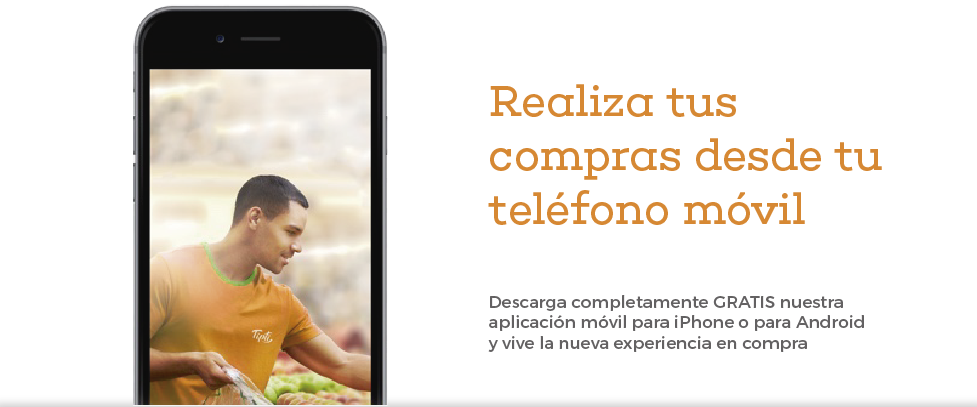 Realiza tus
compras desde tu
teléfono móvil
Descarga completamente GRATIS nuestra
aplicación móvil para iPhone o para Android
y vive la nueva experiencia en compra
Tipti